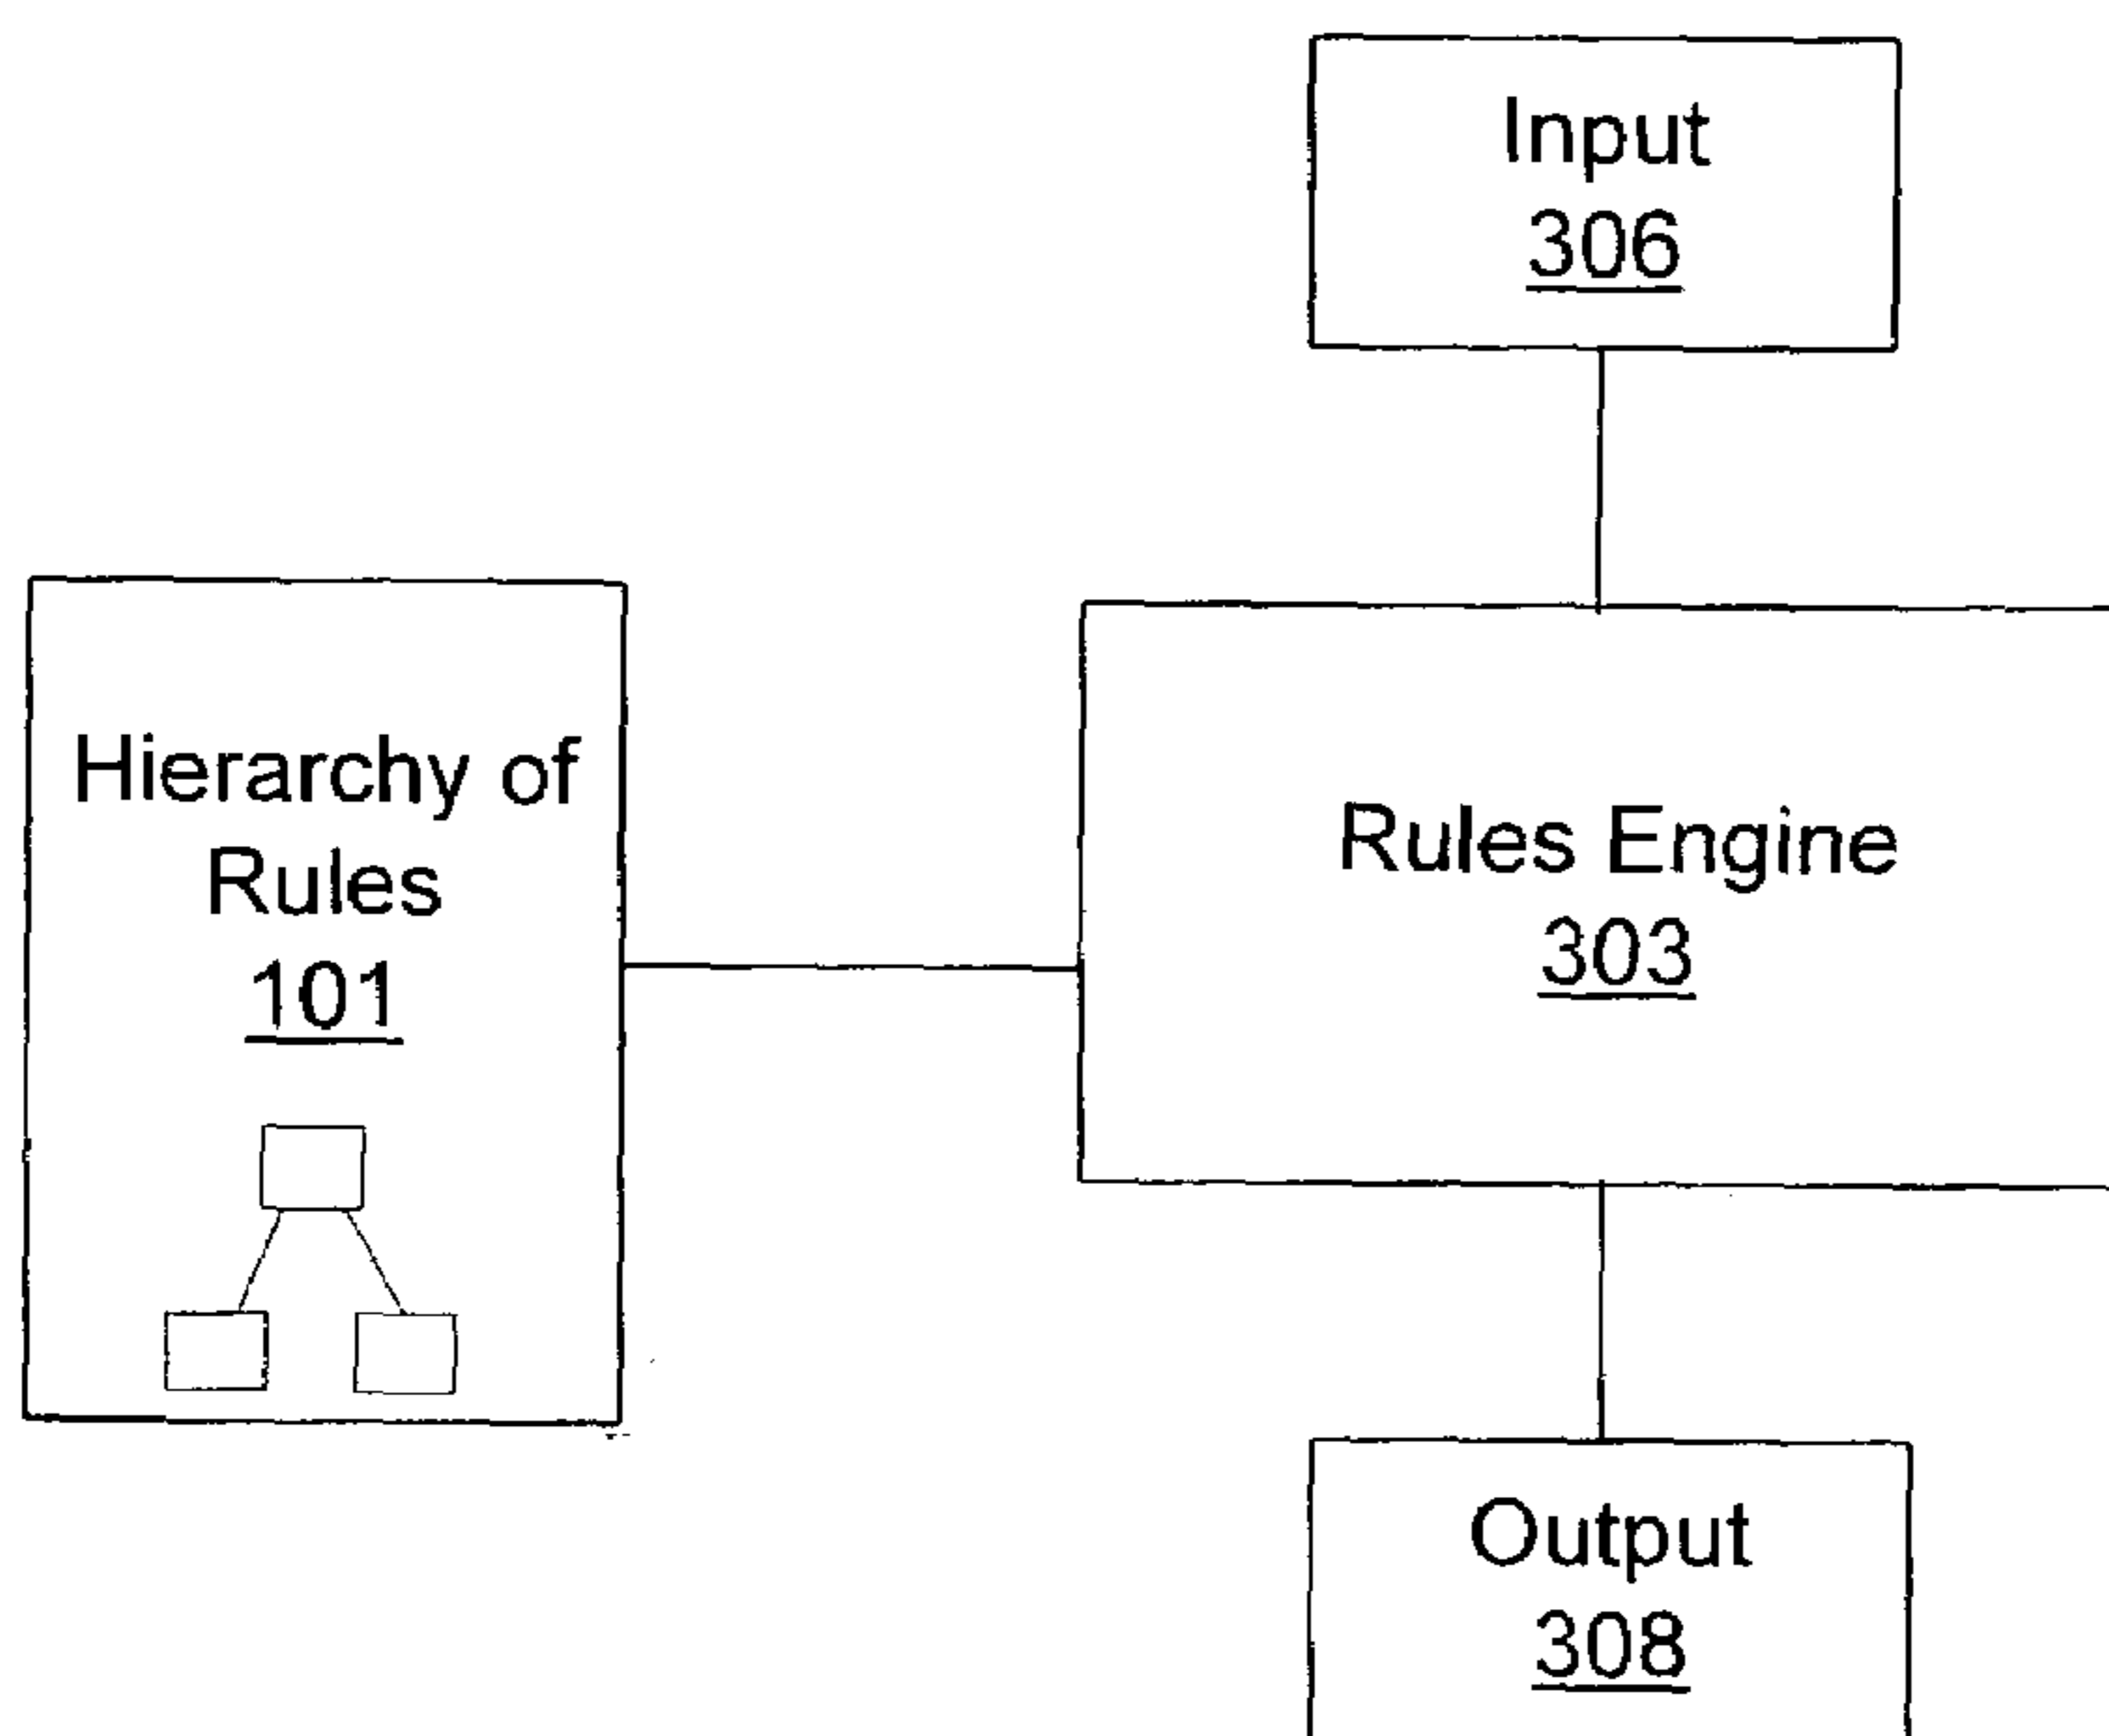 Input
306
Hierarchy of
Rules
101
Rules Engine
303
Output
308